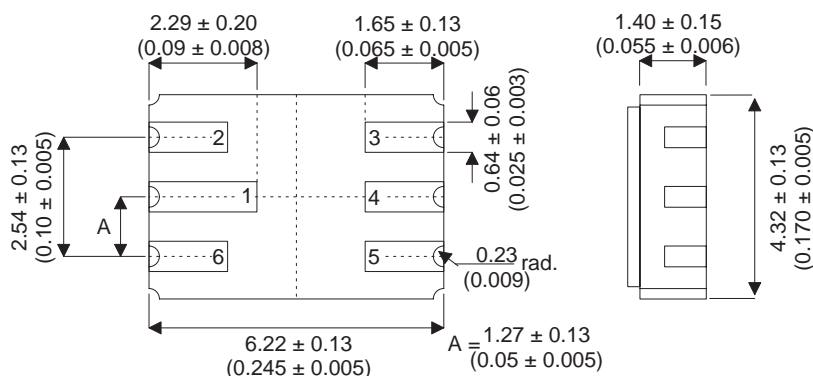 2.29 ± 0.20
(0.09 ± 0.008)
1.65 ± 0.13
(0.065 ± 0.005)
1.40 ± 0.15
(0.055 ± 0.006)
2.54 ± 0.13
(0.10 ± 0.005)
A
2
1
6
3
4
5
0.64 ± 0.06
(0.025 ± 0.003)
4.32 ± 0.13
(0.170 ± 0.005)
0.23 rad.
(0.009)
6.22 ± 0.13
(0.245 ± 0.005)
A = 1.27 ± 0.13
(0.05 ± 0.005)